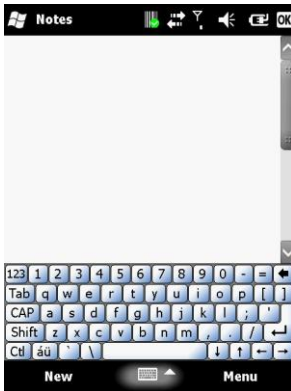 Notes OK
123 1 2 3 4 5 6 7 8 9 0 - =
Tab q w e r t y u i o p [ ]
CAP a s d f g h j k l ; '
Shift z x c v b n m , . /
Ctl áü ` \
New Menu